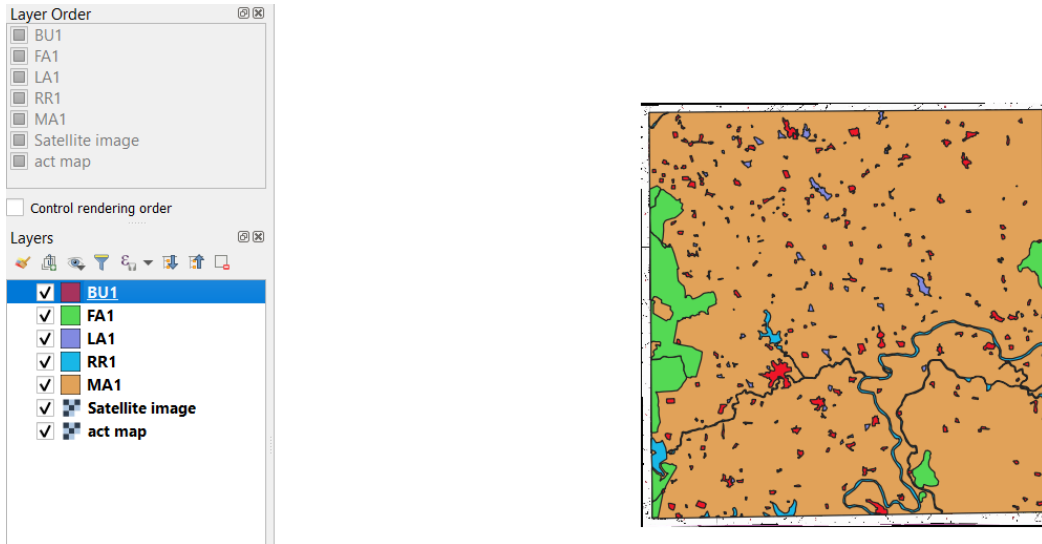 Layer Order
BU1
FA1
LA1
RR1
MA1
Satellite image
act map
Control rendering order
Layers
BU1
FA1
LA1
RR1
MA1
Satellite image
act map